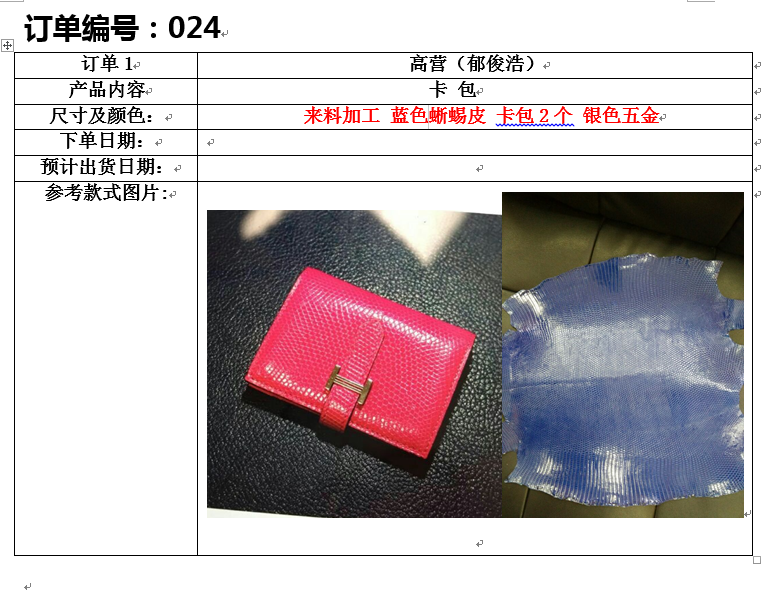 订单编号：024
订单 1 高营（郁俊浩）
产品内容 卡 包
尺寸及颜色： 来料加工 蓝色蜥蜴皮 卡包 2 个 银色五金
下单日期：
预计出货日期：
参考款式图片: